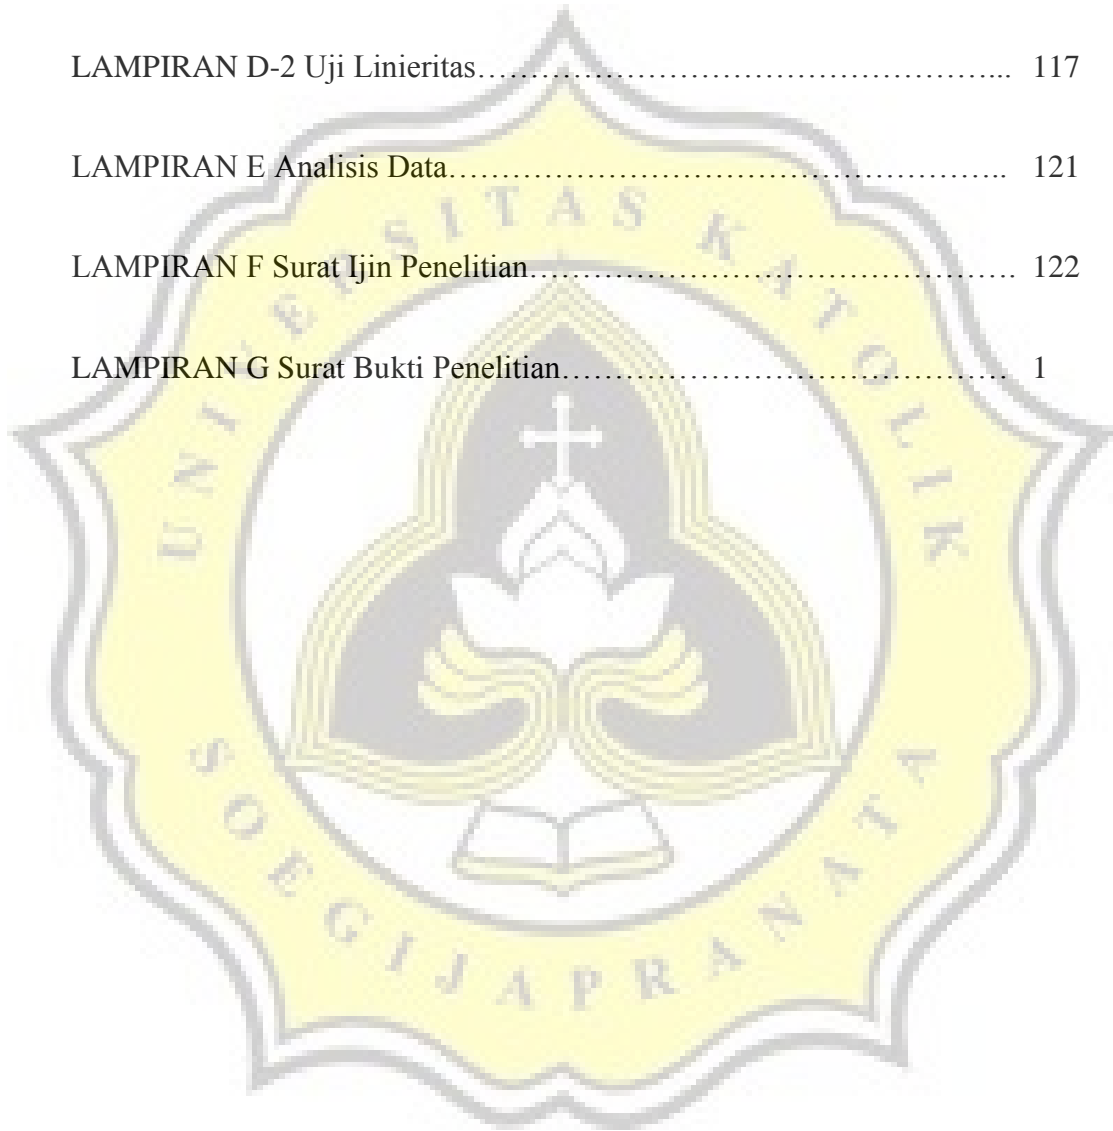 LAMPIRAN D-2 Uji Linieritas…………………………………………... 117
LAMPIRAN E Analisis Data……………………………………………….. 121
LAMPIRAN F Surat Ijin Penelitian…………………………………………. 122
LAMPIRAN G Surat Bukti Penelitian……………………………………… 1
UNIVERSITAS KATOLIK
SOEGIJAPRANATA